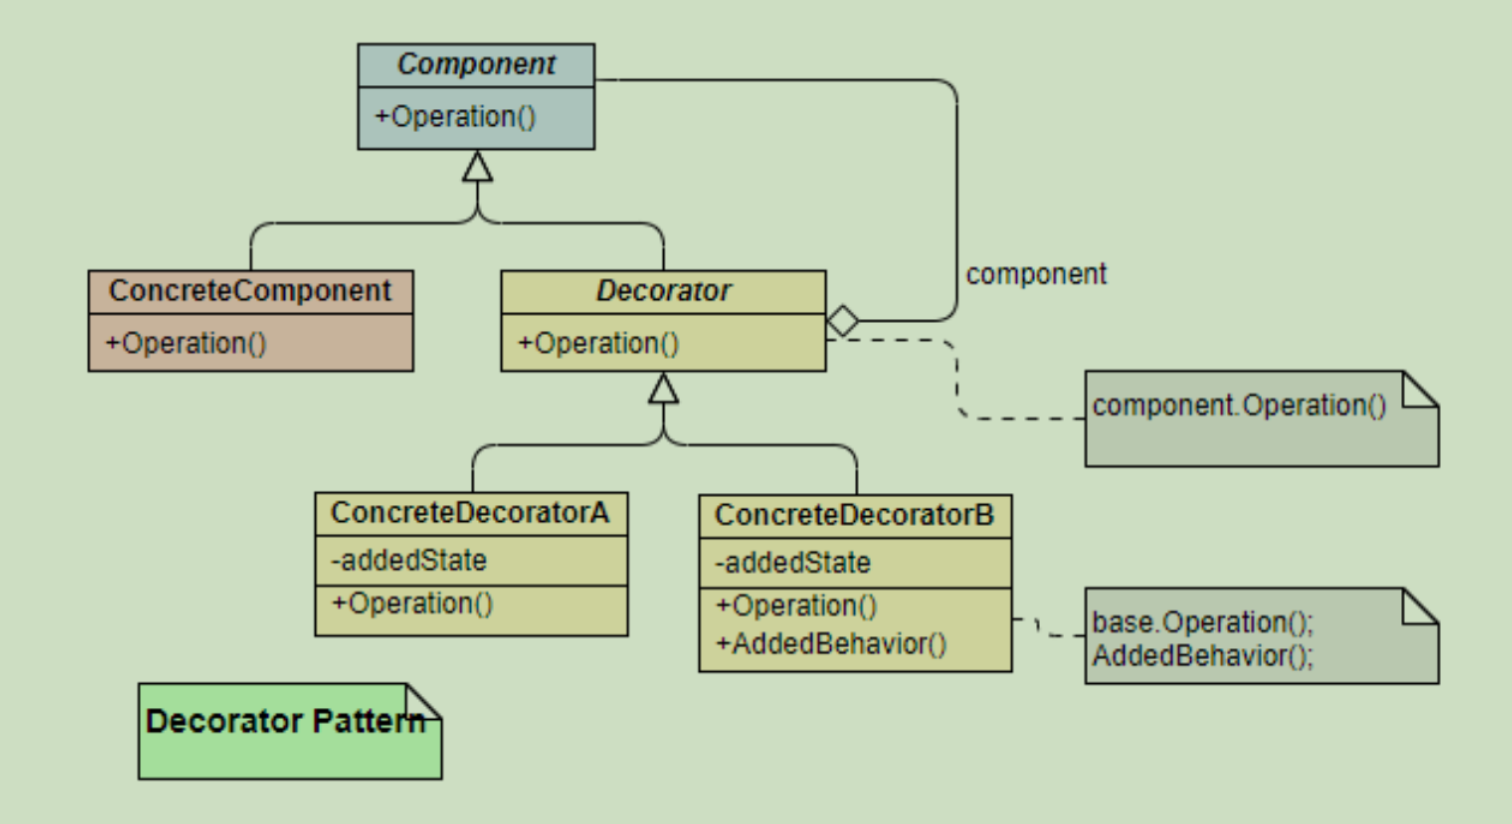 Component
+Operation()
ConcreteComponent
+Operation()
Decorator
+Operation()
component
component.Operation()
ConcreteDecoratorA
-addedState
+Operation()
ConcreteDecoratorB
-addedState
+Operation()
+AddedBehavior()
base.Operation();
AddedBehavior();
Decorator Pattern